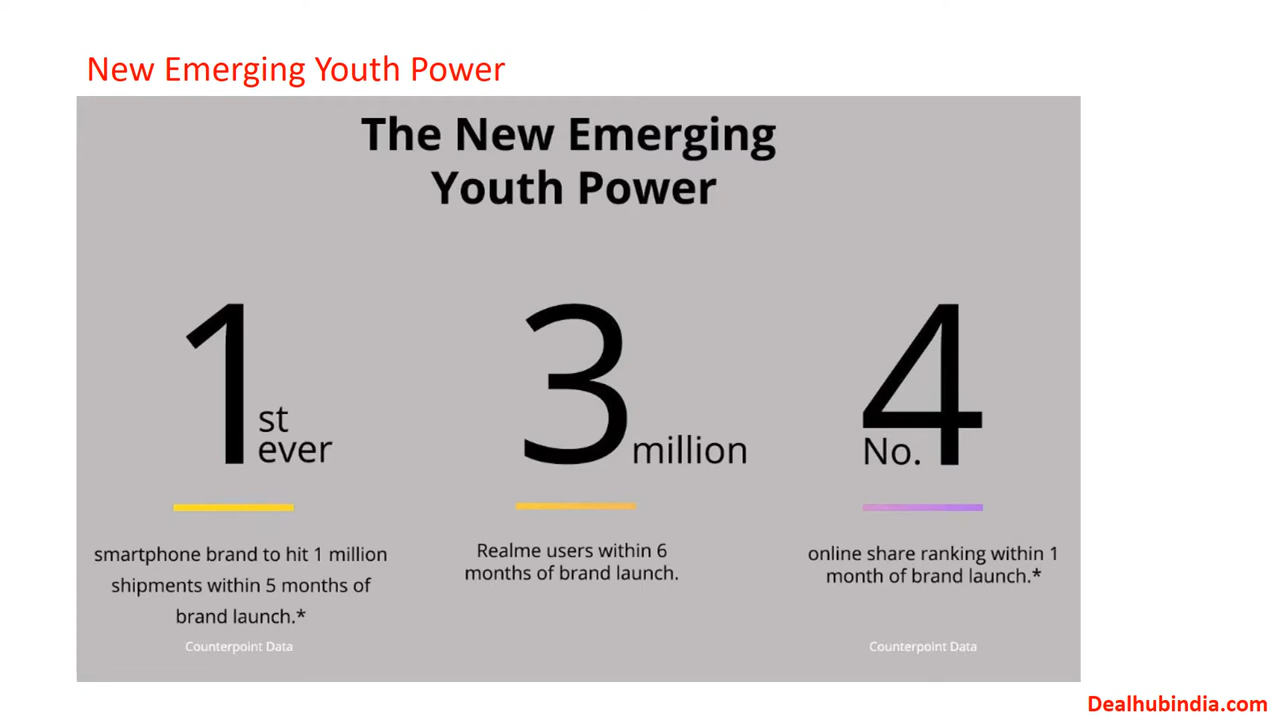 New Emerging Youth Power
The New Emerging
Youth Power
1st
ever
smartphone brand to hit 1 million
shipments within 5 months of
brand launch.*
Counterpoint Data
3 million
Realme users within 6
months of brand launch.
No. 4
online share ranking within 1
month of brand launch.*
Counterpoint Data
Dealhubindia.com